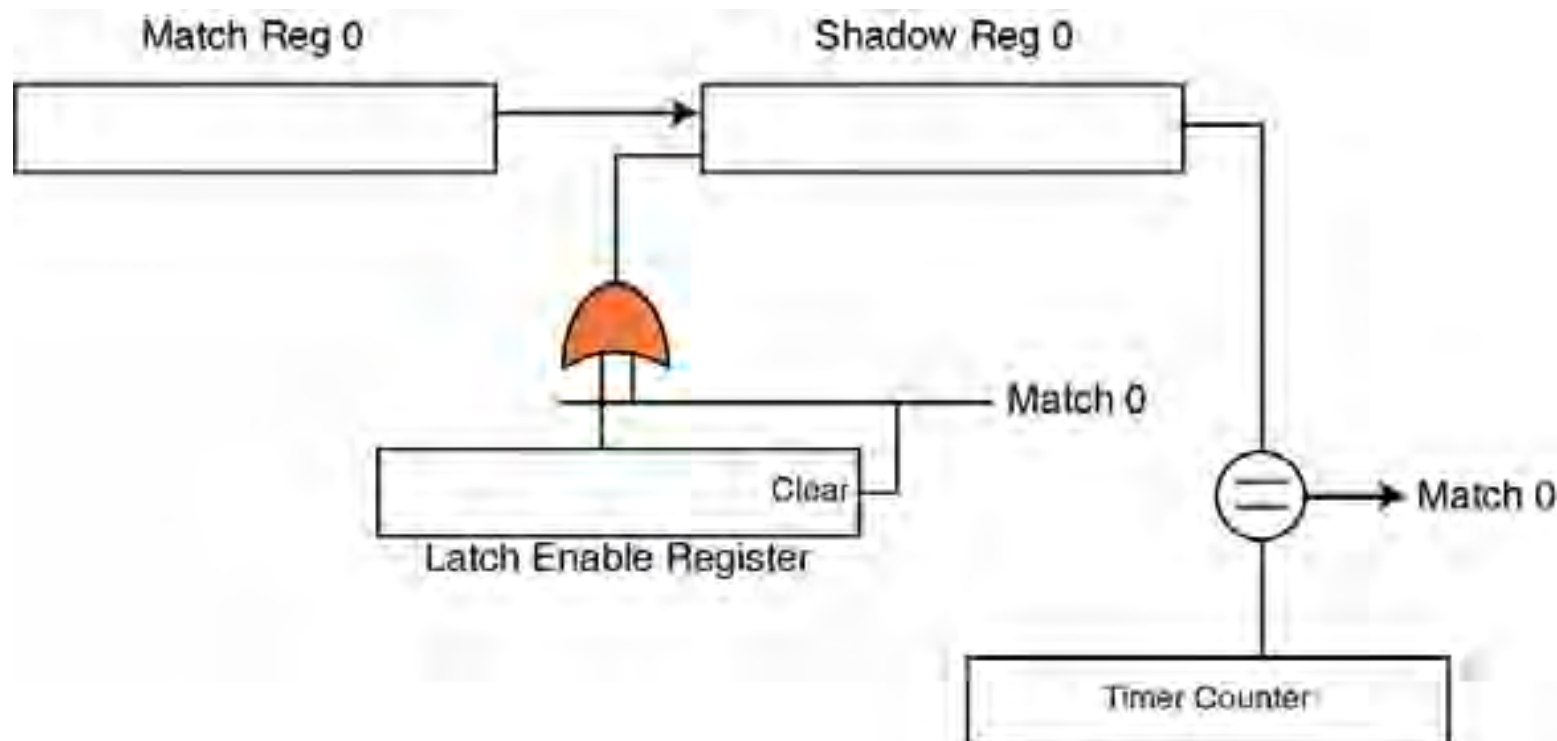 Match Reg 0
Shadow Reg 0
Match 0
Clear
Match 0
Latch Enable Register
Timer Counter